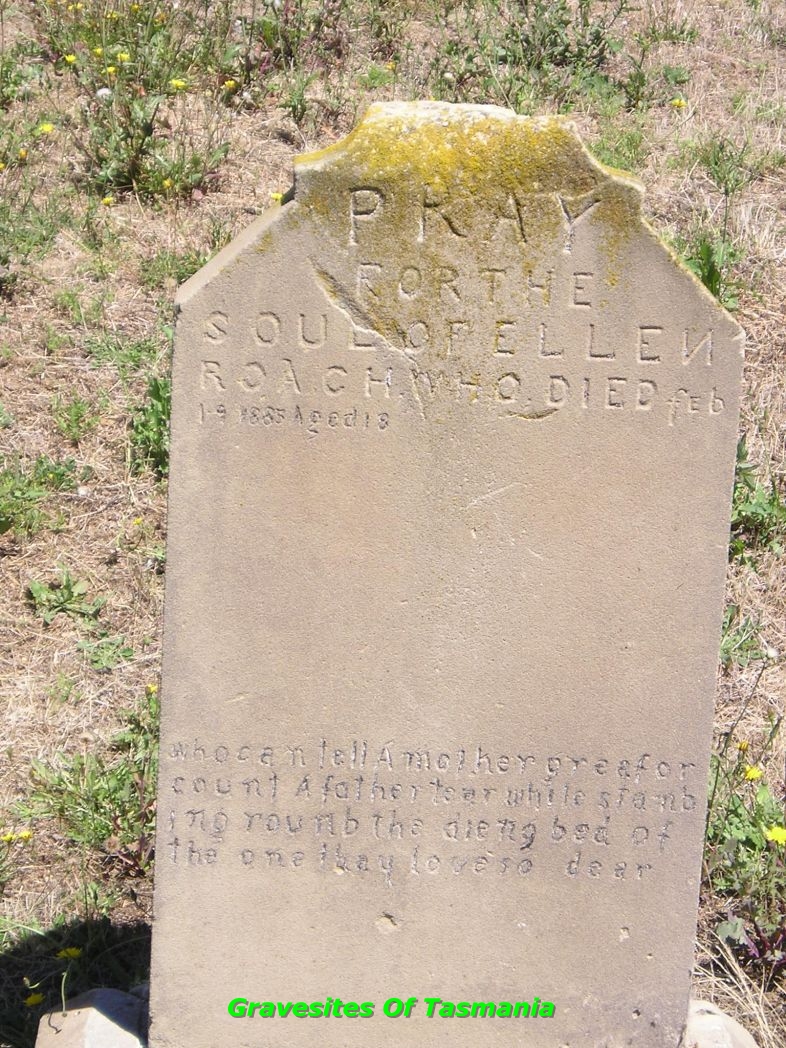 PRAY
FOR THE
SOUL OF ELLEN
ROACH. WHO. DIED fEb
19 1885 Aged 18
who can tell A mother greaf or
count A father tear while stanb
ing rounb the dieng bed of
the one thay love so dear
Gravesites Of Tasmania